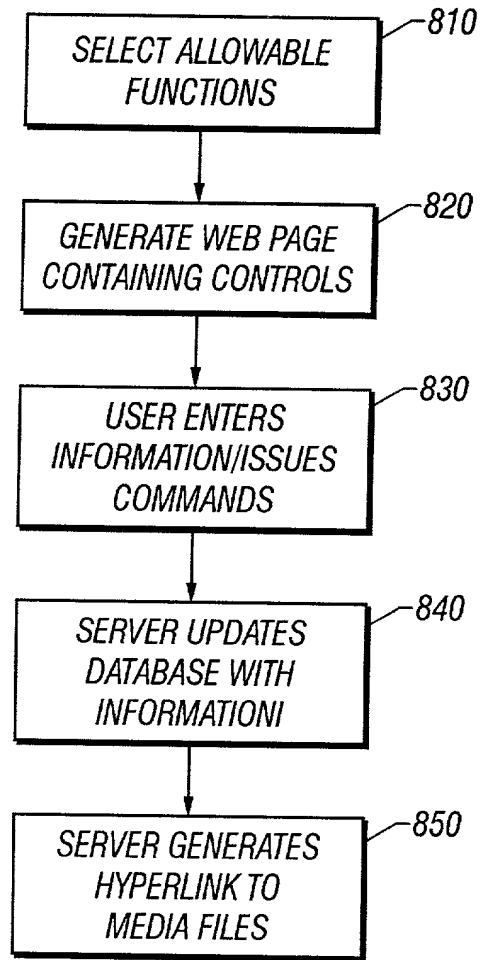 810
SELECT ALLOWABLE
FUNCTIONS
820
GENERATE WEB PAGE
CONTAINING CONTROLS
830
USER ENTERS
INFORMATION/ISSUES
COMMANDS
840
SERVER UPDATES
DATABASE WITH
INFORMATIONI
850
SERVER GENERATES
HYPERLINK TO
MEDIA FILES